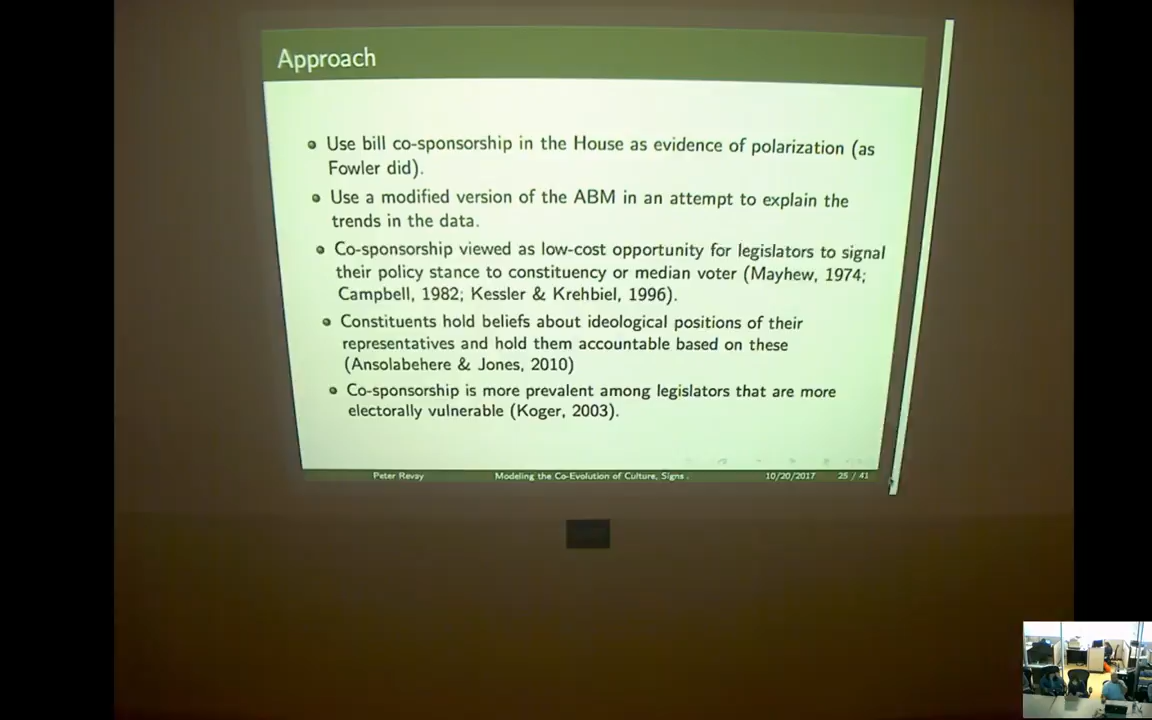 Approach
Use bill co-sponsorship in the House as evidence of polarization (as
Fowler did).
Use a modified version of the ABM in an attempt to explain the
trends in the data.
Co-sponsorship viewed as low-cost opportunity for legislators to signal
their policy stance to constituency or median voter (Mayhew, 1974;
Campbell, 1982; Kessler & Krehbiel, 1996).
Constituents hold beliefs about ideological positions of their
representatives and hold them accountable based on these
(Ansolabehere & Jones, 2010)
Co-sponsorship is more prevalent among legislators that are more
electorally vulnerable (Koger, 2003).
Peter Revay Modeling the Co-Evolution of Culture, Signs . 10/20/2017 25 / 41